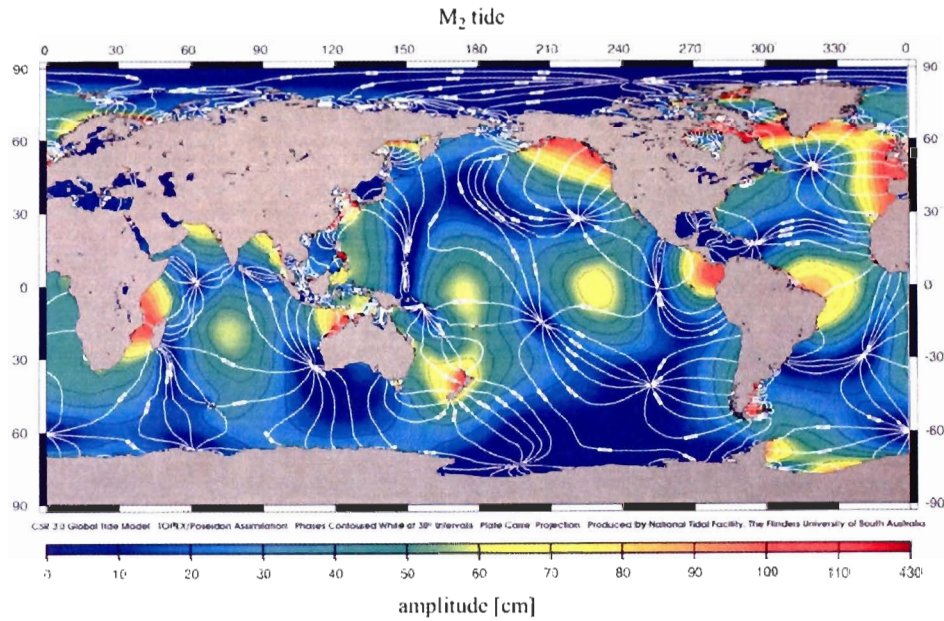 M₂ tide
0 30 60 90 120 150 180 210 240 270 300 330 0
90 90
60 60
30 30
0 0
30 -30
60 -60
90 -90
CSR 3.0 Global Tide Model TOPEX/Poseidon Assimilation Phases Contoured White at 30° Intervals Plate Carre Projection Produced by National Tidal Facility, The Flinders University of South Australia
0 10 20 30 40 50 60 70 80 90 100 110 430
amplitude [cm]